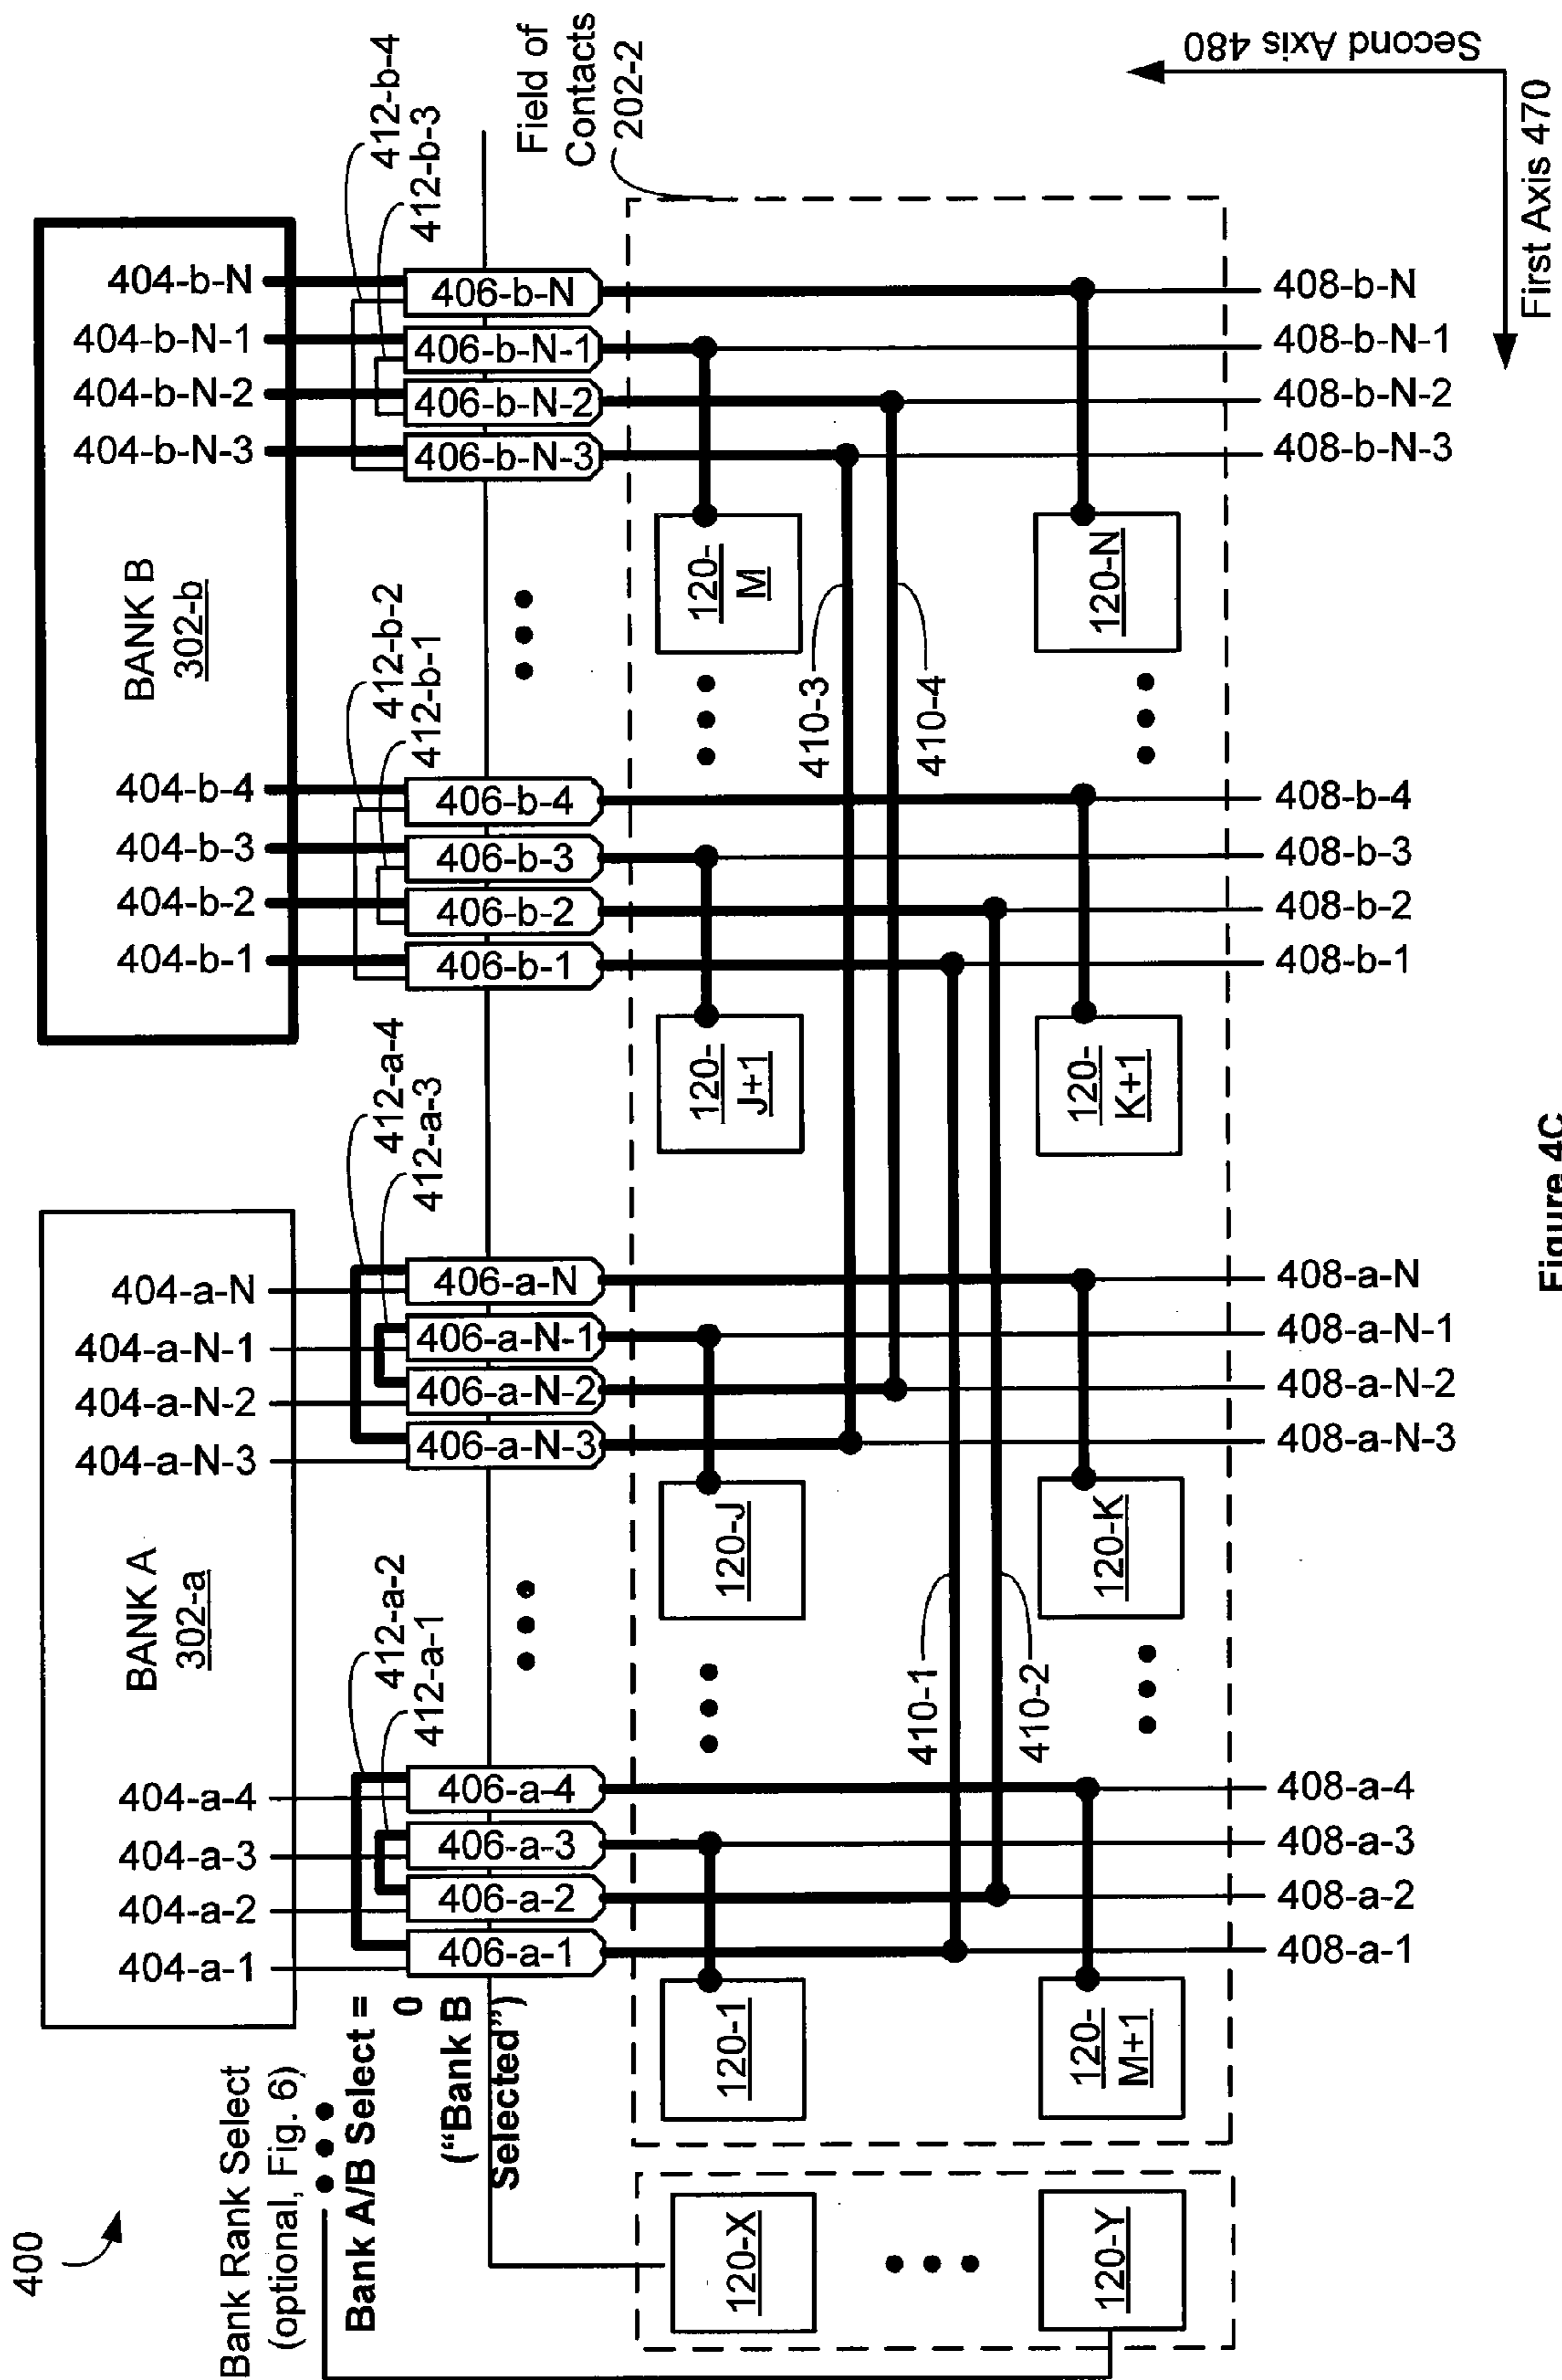 400
Bank Rank Select
(optional, Fig. 6)
Bank A/B Select =
0
("Bank B
Selected")
BANK A
302-a
404-a-1
404-a-2
404-a-3
404-a-4
404-a-N-3
404-a-N-2
404-a-N-1
404-a-N
BANK B
302-b
404-b-1
404-b-2
404-b-3
404-b-4
404-b-N-3
404-b-N-2
404-b-N-1
404-b-N
412-a-2
412-a-1
412-a-4
412-a-3
412-b-2
412-b-1
412-b-4
412-b-3
406-a-1
406-a-2
406-a-3
406-a-4
406-a-N-3
406-a-N-2
406-a-N-1
406-a-N
406-b-1
406-b-2
406-b-3
406-b-4
406-b-N-3
406-b-N-2
406-b-N-1
406-b-N
Field of
Contacts
202-2
120-X
120-Y
120-1
120-J
120-
J+1
120-
M
410-1
410-2
410-3
410-4
120-
M+1
120-K
120-
K+1
120-N
408-a-1
408-a-2
408-a-3
408-a-4
408-a-N-3
408-a-N-2
408-a-N-1
408-a-N
408-b-1
408-b-2
408-b-3
408-b-4
408-b-N-3
408-b-N-2
408-b-N-1
408-b-N
Second Axis 480
First Axis 470
Figure 4C